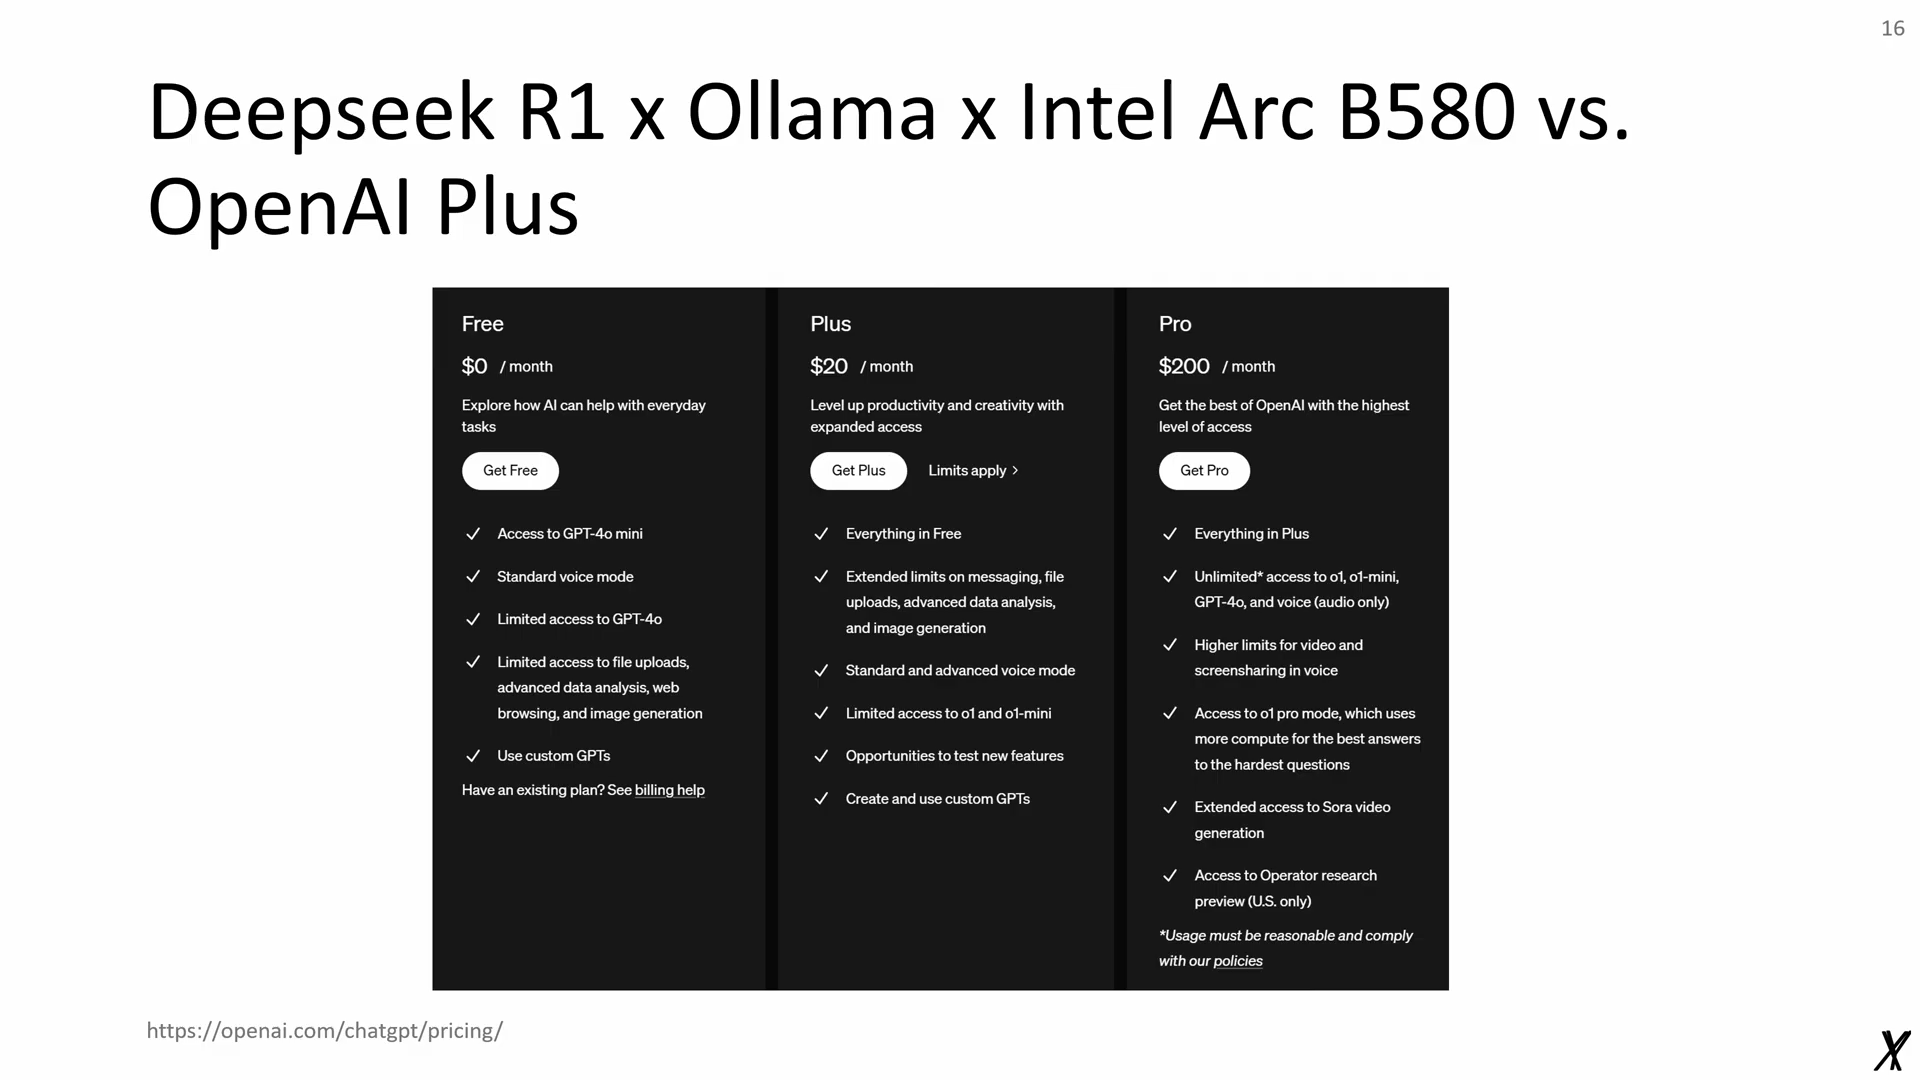 16
Deepseek R1 x Ollama x Intel Arc B580 vs.
OpenAI Plus
Free
$0 / month
Explore how AI can help with everyday
tasks
Get Free
Access to GPT-4o mini
Standard voice mode
Limited access to GPT-4o
Limited access to file uploads,
advanced data analysis, web
browsing, and image generation
Use custom GPTs
Have an existing plan? See billing help
Plus
$20 / month
Level up productivity and creativity with
expanded access
Get Plus
Limits apply >
Everything in Free
Extended limits on messaging, file
uploads, advanced data analysis,
and image generation
Standard and advanced voice mode
Limited access to o1 and o1-mini
Opportunities to test new features
Create and use custom GPTs
Pro
$200 / month
Get the best of OpenAI with the highest
level of access
Get Pro
Everything in Plus
Unlimited* access to o1, o1-mini,
GPT-4o, and voice (audio only)
Higher limits for video and
screensharing in voice
Access to o1 pro mode, which uses
more compute for the best answers
to the hardest questions
Extended access to Sora video
generation
Access to Operator research
preview (U.S. only)
*Usage must be reasonable and comply
with our policies
https://openai.com/chatgpt/pricing/
X